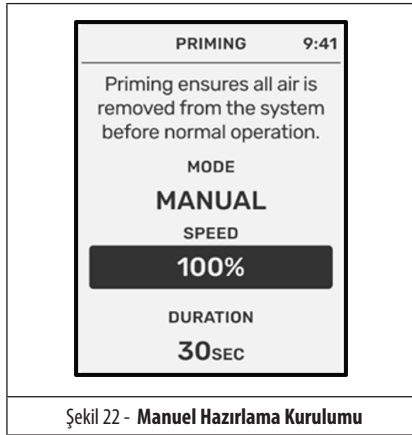 PRIMING 9:41
Priming ensures all air is
removed from the system
before normal operation.
MODE
MANUAL
SPEED
100%
DURATION
30SEC
Şekil 22 - Manuel Hazırlama Kurulumu